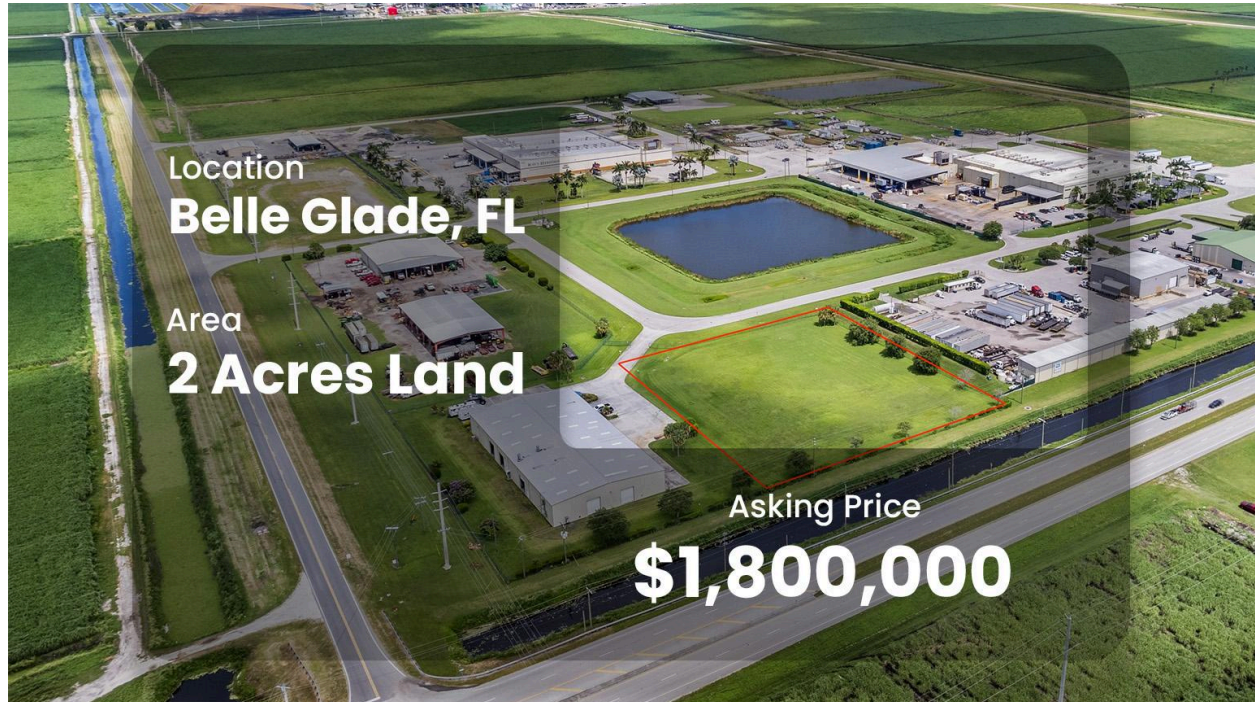 Location
Belle Glade, FL
Area
2 Acres Land
Asking Price
$1,800,000